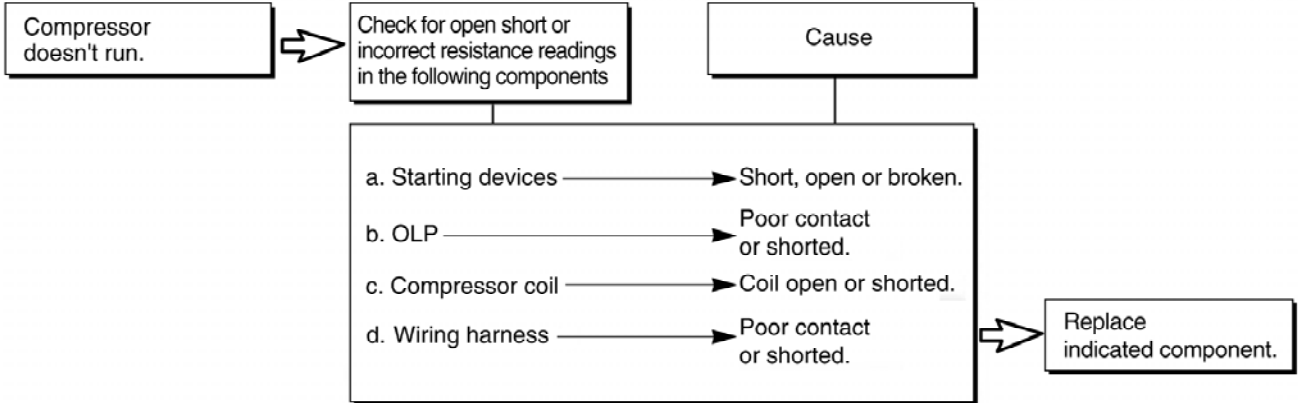 Compressor
doesn't run.
Check for open short or
incorrect resistance readings
in the following components
Cause
a. Starting devices
Short, open or broken.
b. OLP
Poor contact
or shorted.
c. Compressor coil
Coil open or shorted.
d. Wiring harness
Poor contact
or shorted.
Replace
indicated component.